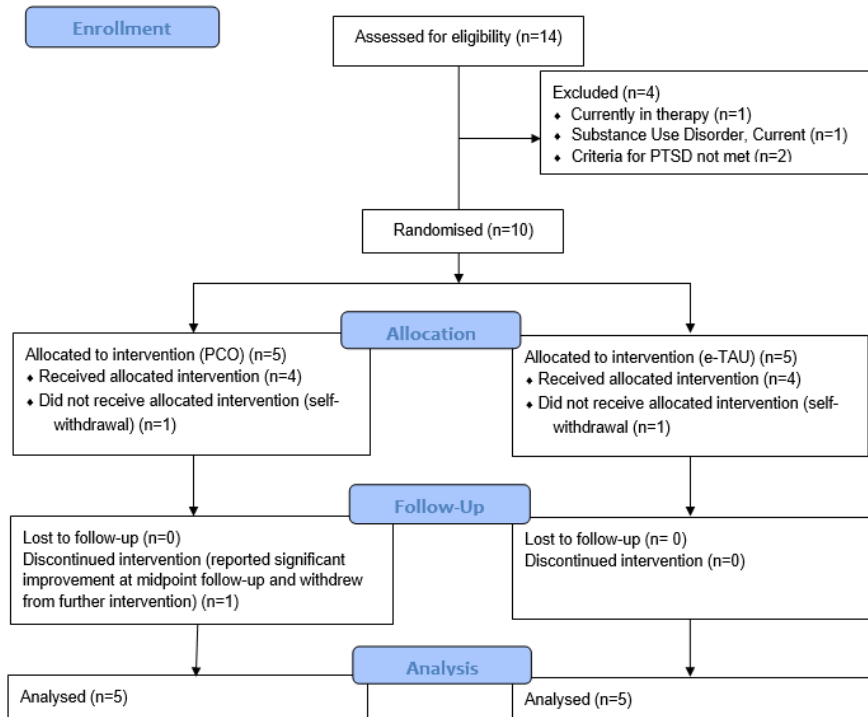 Enrollment
Assessed for eligibility (n=14)
Excluded (n=4)
♦ Currently in therapy (n=1)
♦ Substance Use Disorder, Current (n=1)
♦ Criteria for PTSD not met (n=2)
Randomised (n=10)
Allocation
Allocated to intervention (PCO) (n=5)
♦ Received allocated intervention (n=4)
♦ Did not receive allocated intervention (self-
withdrawal) (n=1)
Allocated to intervention (e-TAU) (n=5)
♦ Received allocated intervention (n=4)
♦ Did not receive allocated intervention (self-
withdrawal (n=1)
Follow-Up
Lost to follow-up (n=0)
Discontinued intervention (reported significant
improvement at midpoint follow-up and withdrew
from further intervention) (n=1)
Lost to follow-up (n= 0)
Discontinued intervention (n=0)
Analysis
Analysed (n=5)
Analysed (n=5)